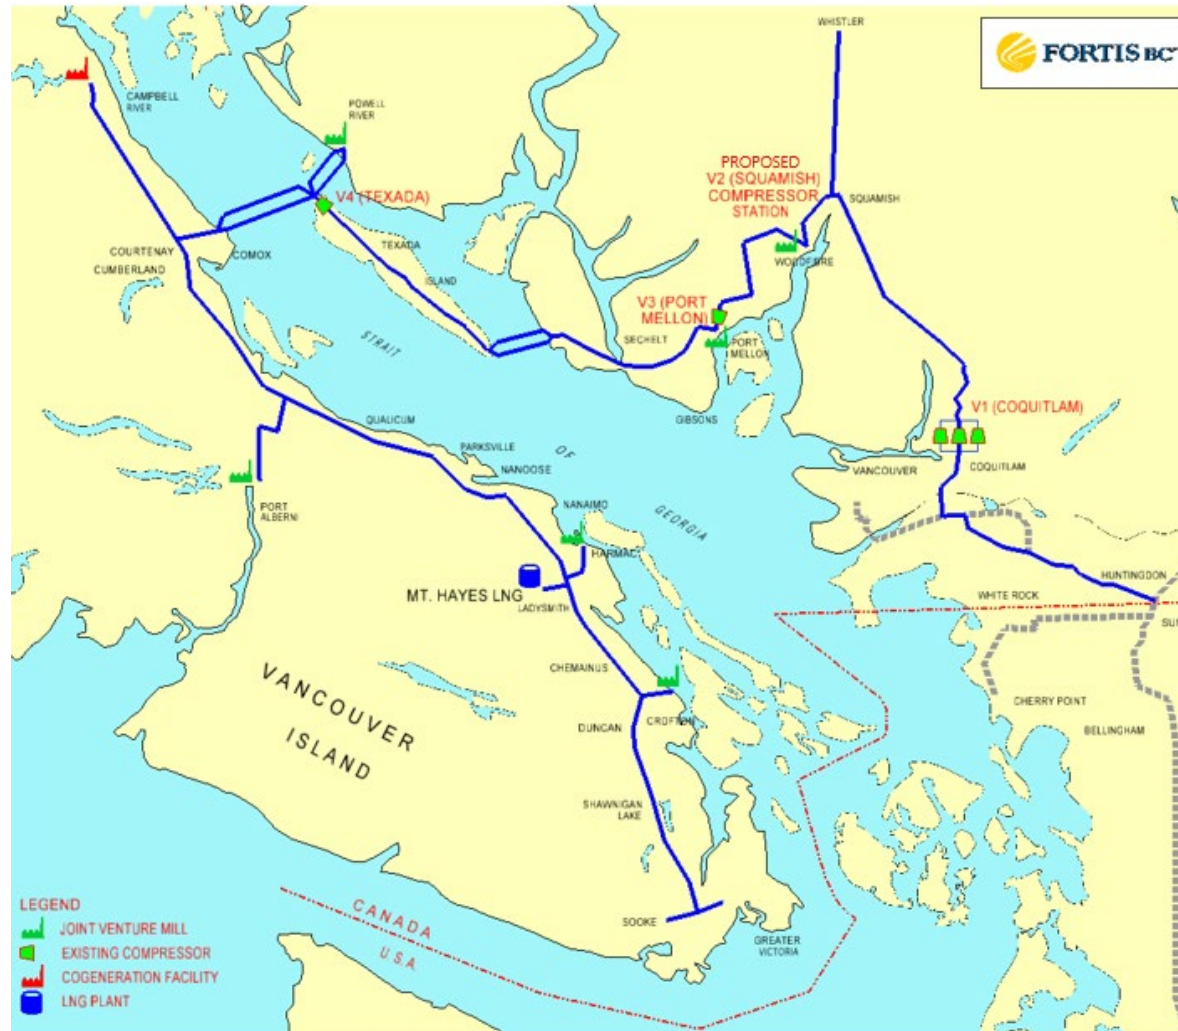 WHISTLER
FORTIS BC
CAMPBELL
RIVER
POWELL
RIVER
PROPOSED
V2 (SQUAMISH)
COMPRESSOR
STATION
V4 (TEXADA)
SQUAMISH
TEXADA
ISLAND
COURTENAY
COMOX
CUMBERLAND
WOODFIBRE
V3 (PORT
MELLON)
STRAIT
SECHELT
PORT
MELLON
QUALICUM
GIBSONS
V1 (COQUITLAM)
PARKSVILLE
OF
NANOOSE
VANCOUVER
COQUITLAM
PORT
ALBERNI
NANAIMO
GEORGIA
HARMAC
MT. HAYES LNG
LADYSMITH
HUNTINGDON
WHITE ROCK
SU
CHEMAINUS
VANCOUVER
ISLAND
CROFTON
DUNCAN
CHERRY POINT
BELLINGHAM
SHAWNIGAN
LAKE
SOOKE
GREATER
VICTORIA
CANADA
U.S.A.
LEGEND
JOINT VENTURE MILL
EXISTING COMPRESSOR
COGENERATION FACILITY
LNG PLANT